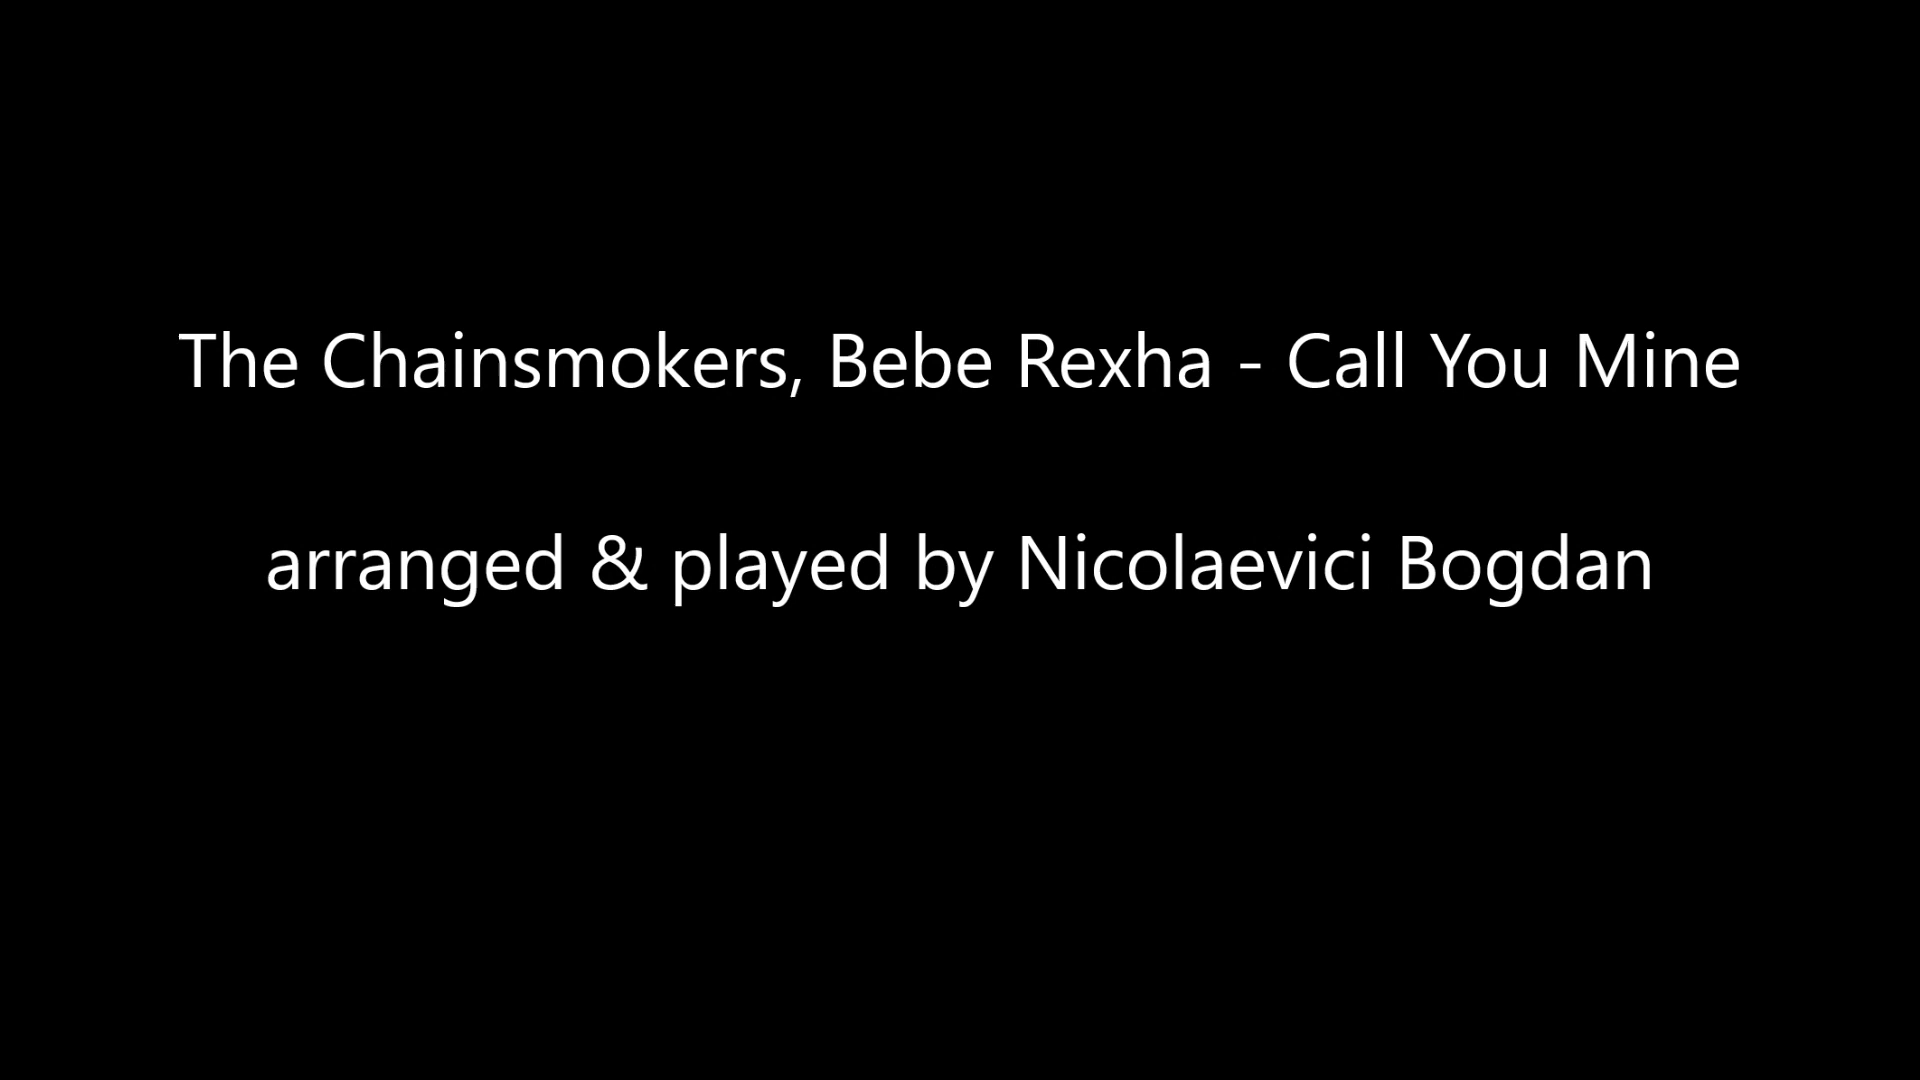 The Chainsmokers, Bebe Rexha - Call You Mine
arranged & played by Nicolaevici Bogdan